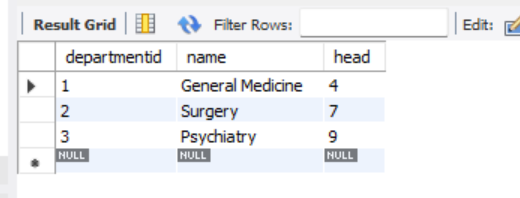 Result Grid Filter Rows: Edit:
departmentid name head
1 General Medicine 4
2 Surgery 7
3 Psychiatry 9
NULL NULL NULL